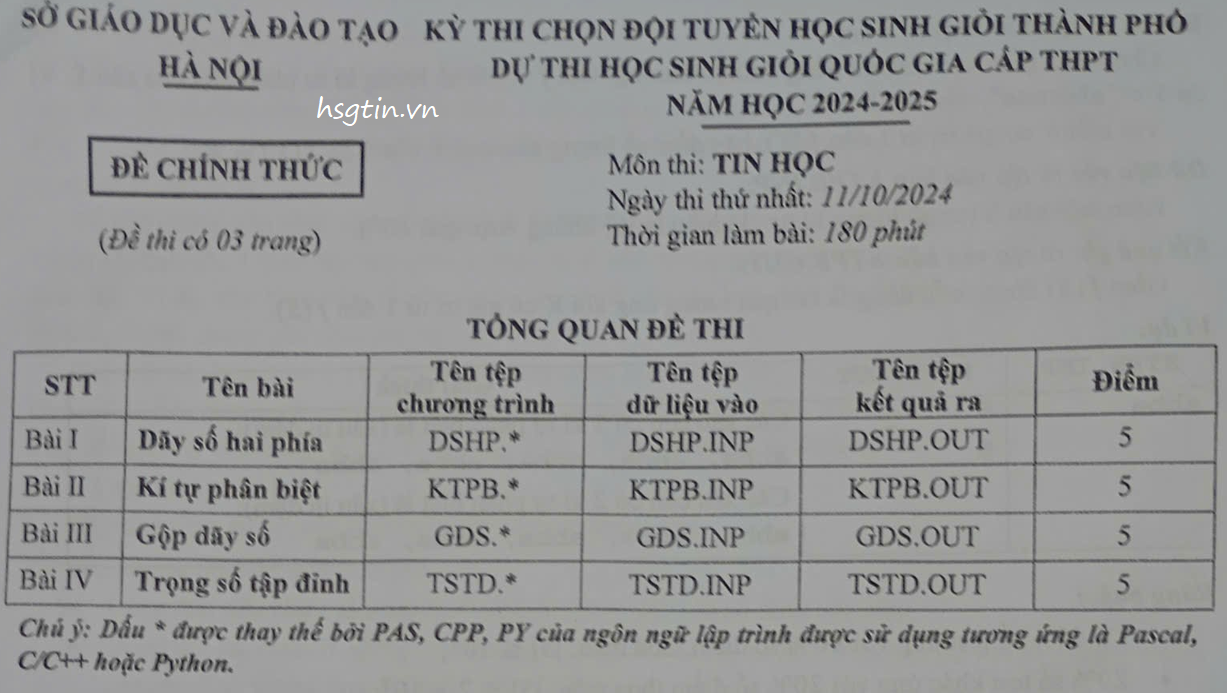 SỞ GIÁO DỤC VÀ ĐÀO TẠO
HÀ NỘI
KỲ THI CHỌN ĐỘI TUYỂN HỌC SINH GIỎI THÀNH PHỐ
DỰ THI HỌC SINH GIỎI QUỐC GIA CẤP THPT
NĂM HỌC 2024-2025
hsgtin.vn
ĐỀ CHÍNH THỨC
(Đề thi có 03 trang)
Môn thi: TIN HỌC
Ngày thi thứ nhất: 11/10/2024
Thời gian làm bài: 180 phút
TỔNG QUAN ĐỀ THI
STT Tên bài Tên tệp chương trình Tên tệp dữ liệu vào Tên tệp kết quả ra Điểm
Bài I Dãy số hai phía DSHP.* DSHP.INP DSHP.OUT 5
Bài II Kí tự phân biệt KTPB.* KTPB.INP KTPB.OUT 5
Bài III Gộp dãy số GDS.* GDS.INP GDS.OUT 5
Bài IV Trọng số tập đỉnh TSTD.* TSTD.INP TSTD.OUT 5
Chú ý: Dấu * được thay thế bởi PAS, CPP, PY của ngôn ngữ lập trình được sử dụng tương ứng là Pascal,
C/C++ hoặc Python.